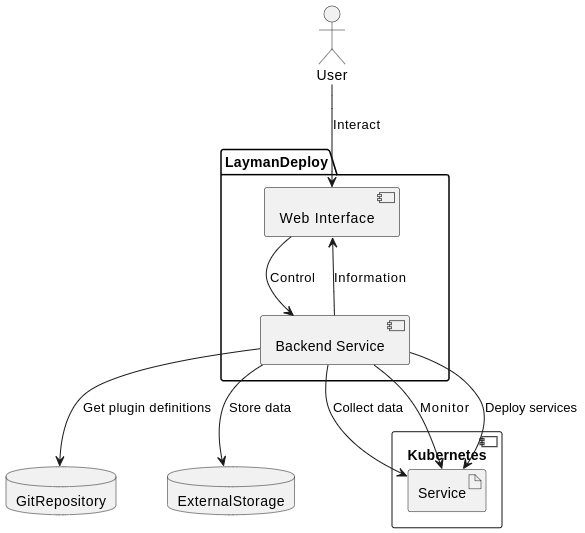 User
Interact
LaymanDeploy
Web Interface
Control
Information
Backend Service
Get plugin definitions
Store data
Collect data
Monitor
Deploy services
Kubernetes
GitRepository
ExternalStorage
Service